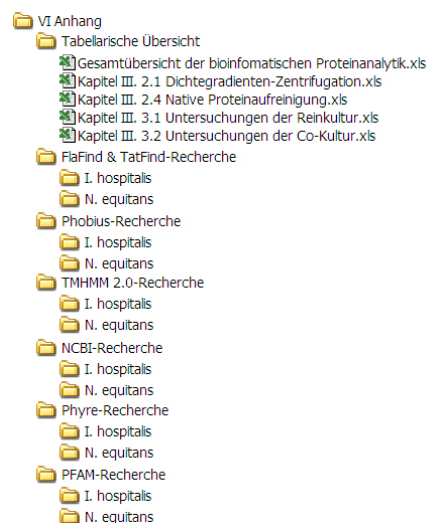 VI Anhang
Tabellarische Übersicht
Gesamtübersicht der bioinfomatischen Proteinanalytik.xls
Kapitel III. 2.1 Dichtegradienten-Zentrifugation.xls
Kapitel III. 2.4 Native Proteinaufreinigung.xls
Kapitel III. 3.1 Untersuchungen der Reinkultur.xls
Kapitel III. 3.2 Untersuchungen der Co-Kultur.xls
FlaFind & TatFind-Recherche
I. hospitalis
N. equitans
Phobius-Recherche
I. hospitalis
N. equitans
TMHMM 2.0-Recherche
I. hospitalis
N. equitans
NCBI-Recherche
I. hospitalis
N. equitans
Phyre-Recherche
I. hospitalis
N. equitans
PFAM-Recherche
I. hospitalis
N. equitans